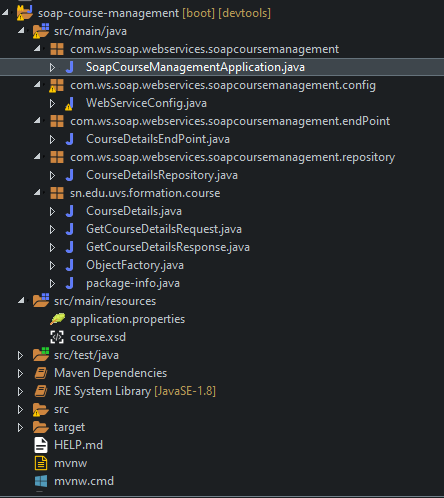 soap-course-management [boot] [devtools]
src/main/java
com.ws.soap.webservices.soapcoursmanagement
SoapCourseManagementApplication.java
com.ws.soap.webservices.soapcoursmanagement.config
WebServiceConfig.java
com.ws.soap.webservices.soapcoursmanagement.endPoint
CourseDetailsEndPoint.java
com.ws.soap.webservices.soapcoursmanagement.repository
CourseDetailsRepository.java
sn.edu.uvs.formation.course
CourseDetails.java
GetCourseDetailsRequest.java
GetCourseDetailsResponse.java
ObjectFactory.java
package-info.java
src/main/resources
application.properties
course.xsd
src/test/java
Maven Dependencies
JRE System Library [JavaSE-1.8]
src
target
HELP.md
mvnw
mvnw.cmd